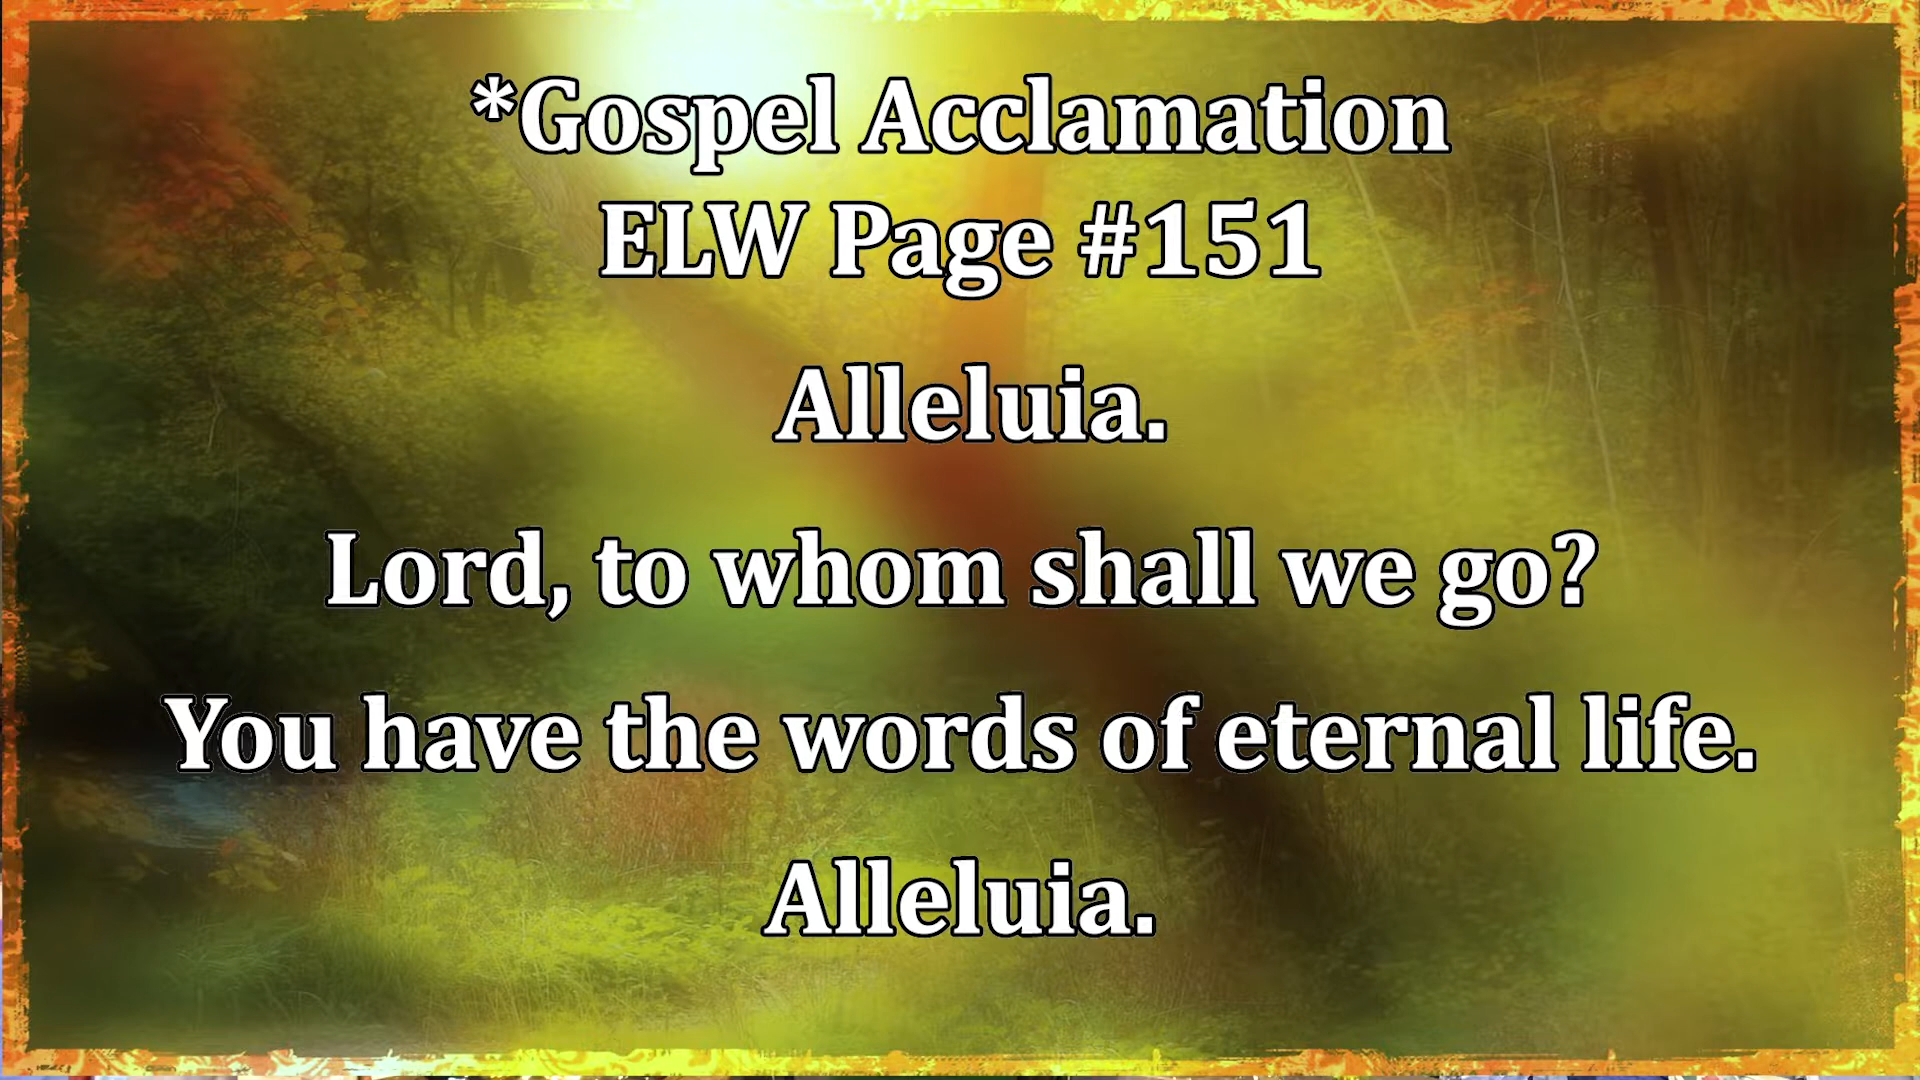 *Gospel Acclamation
ELW Page #151
Alleluia.
Lord, to whom shall we go?
You have the words of eternal life.
Alleluia.